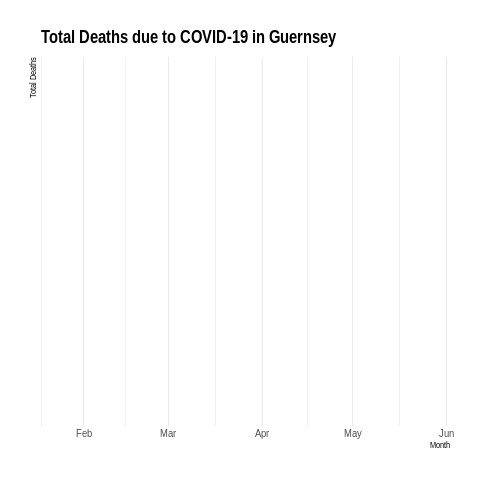 Total Deaths due to COVID-19 in Guernsey
Total Deaths
Feb Mar Apr May Jun
Month